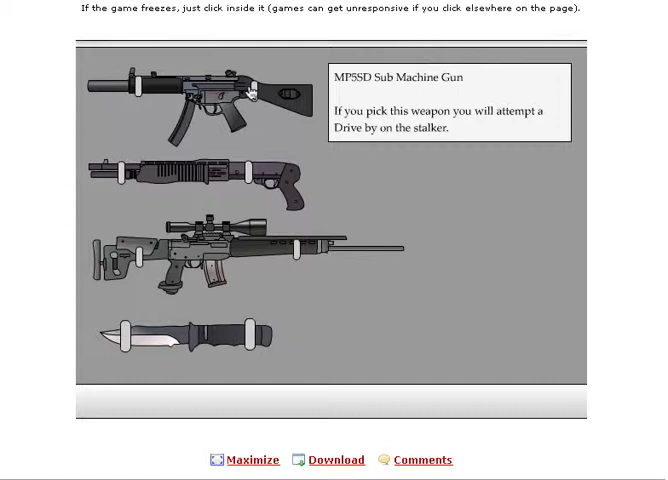 If the game freezes, just click inside it (games can get unresponsive if you click elsewhere on the page).
MP5SD Sub Machine Gun
If you pick this weapon you will attempt a
Drive by on the stalker.
Maximize Download Comments